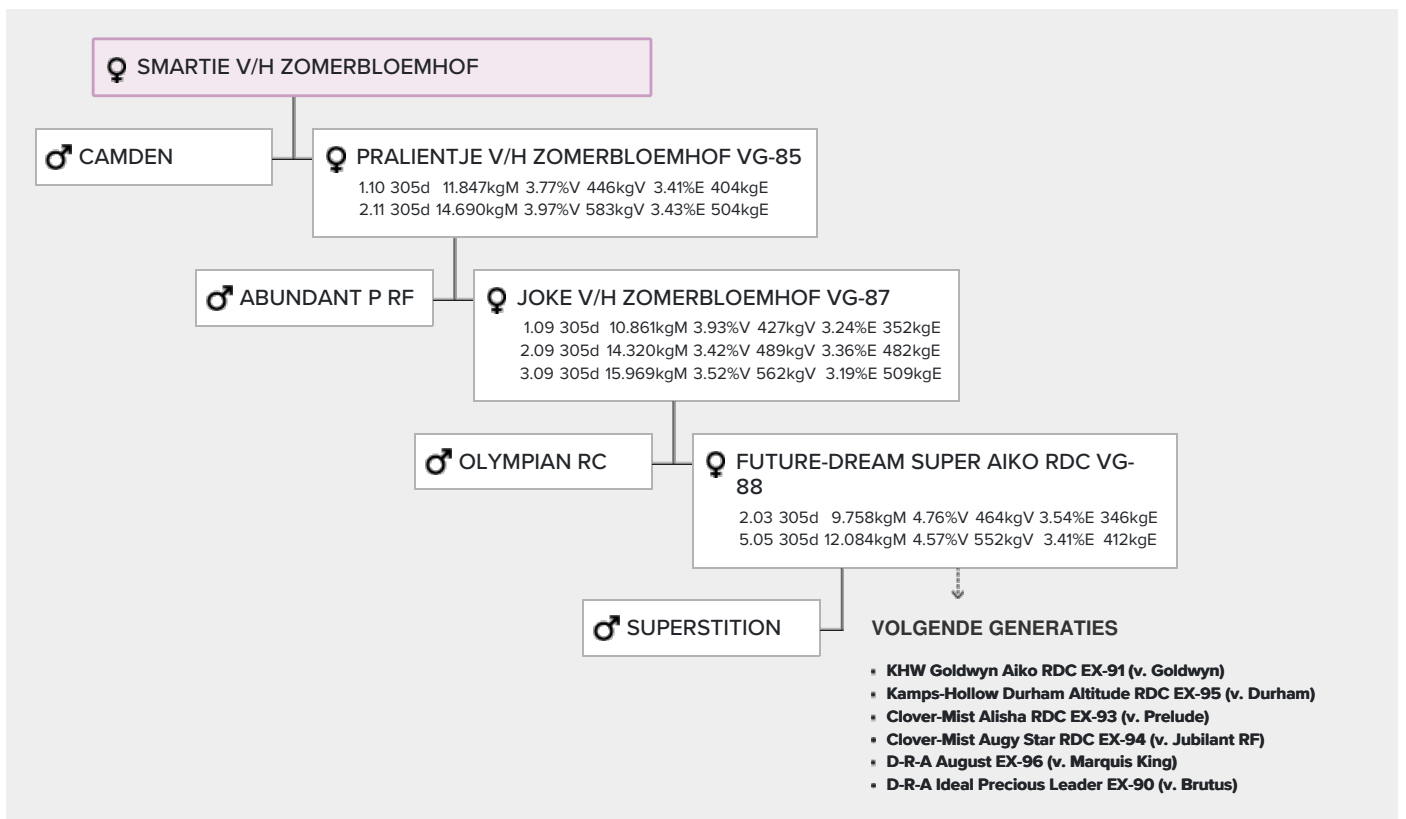 SMARTIE V/H ZOMERBLOEMHOF
CAMDEN
PRALIENTJE V/H ZOMERBLOEMHOF VG-85
1.10 305d 11.847kgM 3.77%V 446kgV 3.41%E 404kgE
2.11 305d 14.690kgM 3.97%V 583kgV 3.43%E 504kgE
ABUNDANT P RF
JOKE V/H ZOMERBLOEMHOF VG-87
1.09 305d 10.861kgM 3.93%V 427kgV 3.24%E 352kgE
2.09 305d 14.320kgM 3.42%V 489kgV 3.36%E 482kgE
3.09 305d 15.969kgM 3.52%V 562kgV 3.19%E 509kgE
OLYMPIAN RC
FUTURE-DREAM SUPER AIKO RDC VG-
88
2.03 305d 9.758kgM 4.76%V 464kgV 3.54%E 346kgE
5.05 305d 12.084kgM 4.57%V 552kgV 3.41%E 412kgE
SUPERSTITION
VOLGENDE GENERATIES
• KHW Goldwyn Aiko RDC EX-91 (v. Goldwyn)
• Kamps-Hollow Durham Altitude RDC EX-95 (v. Durham)
• Clover-Mist Alisha RDC EX-93 (v. Prelude)
• Clover-Mist Augy Star RDC EX-94 (v. Jubilant RF)
• D-R-A August EX-96 (v. Marquis King)
• D-R-A Ideal Precious Leader EX-90 (v. Brutus)